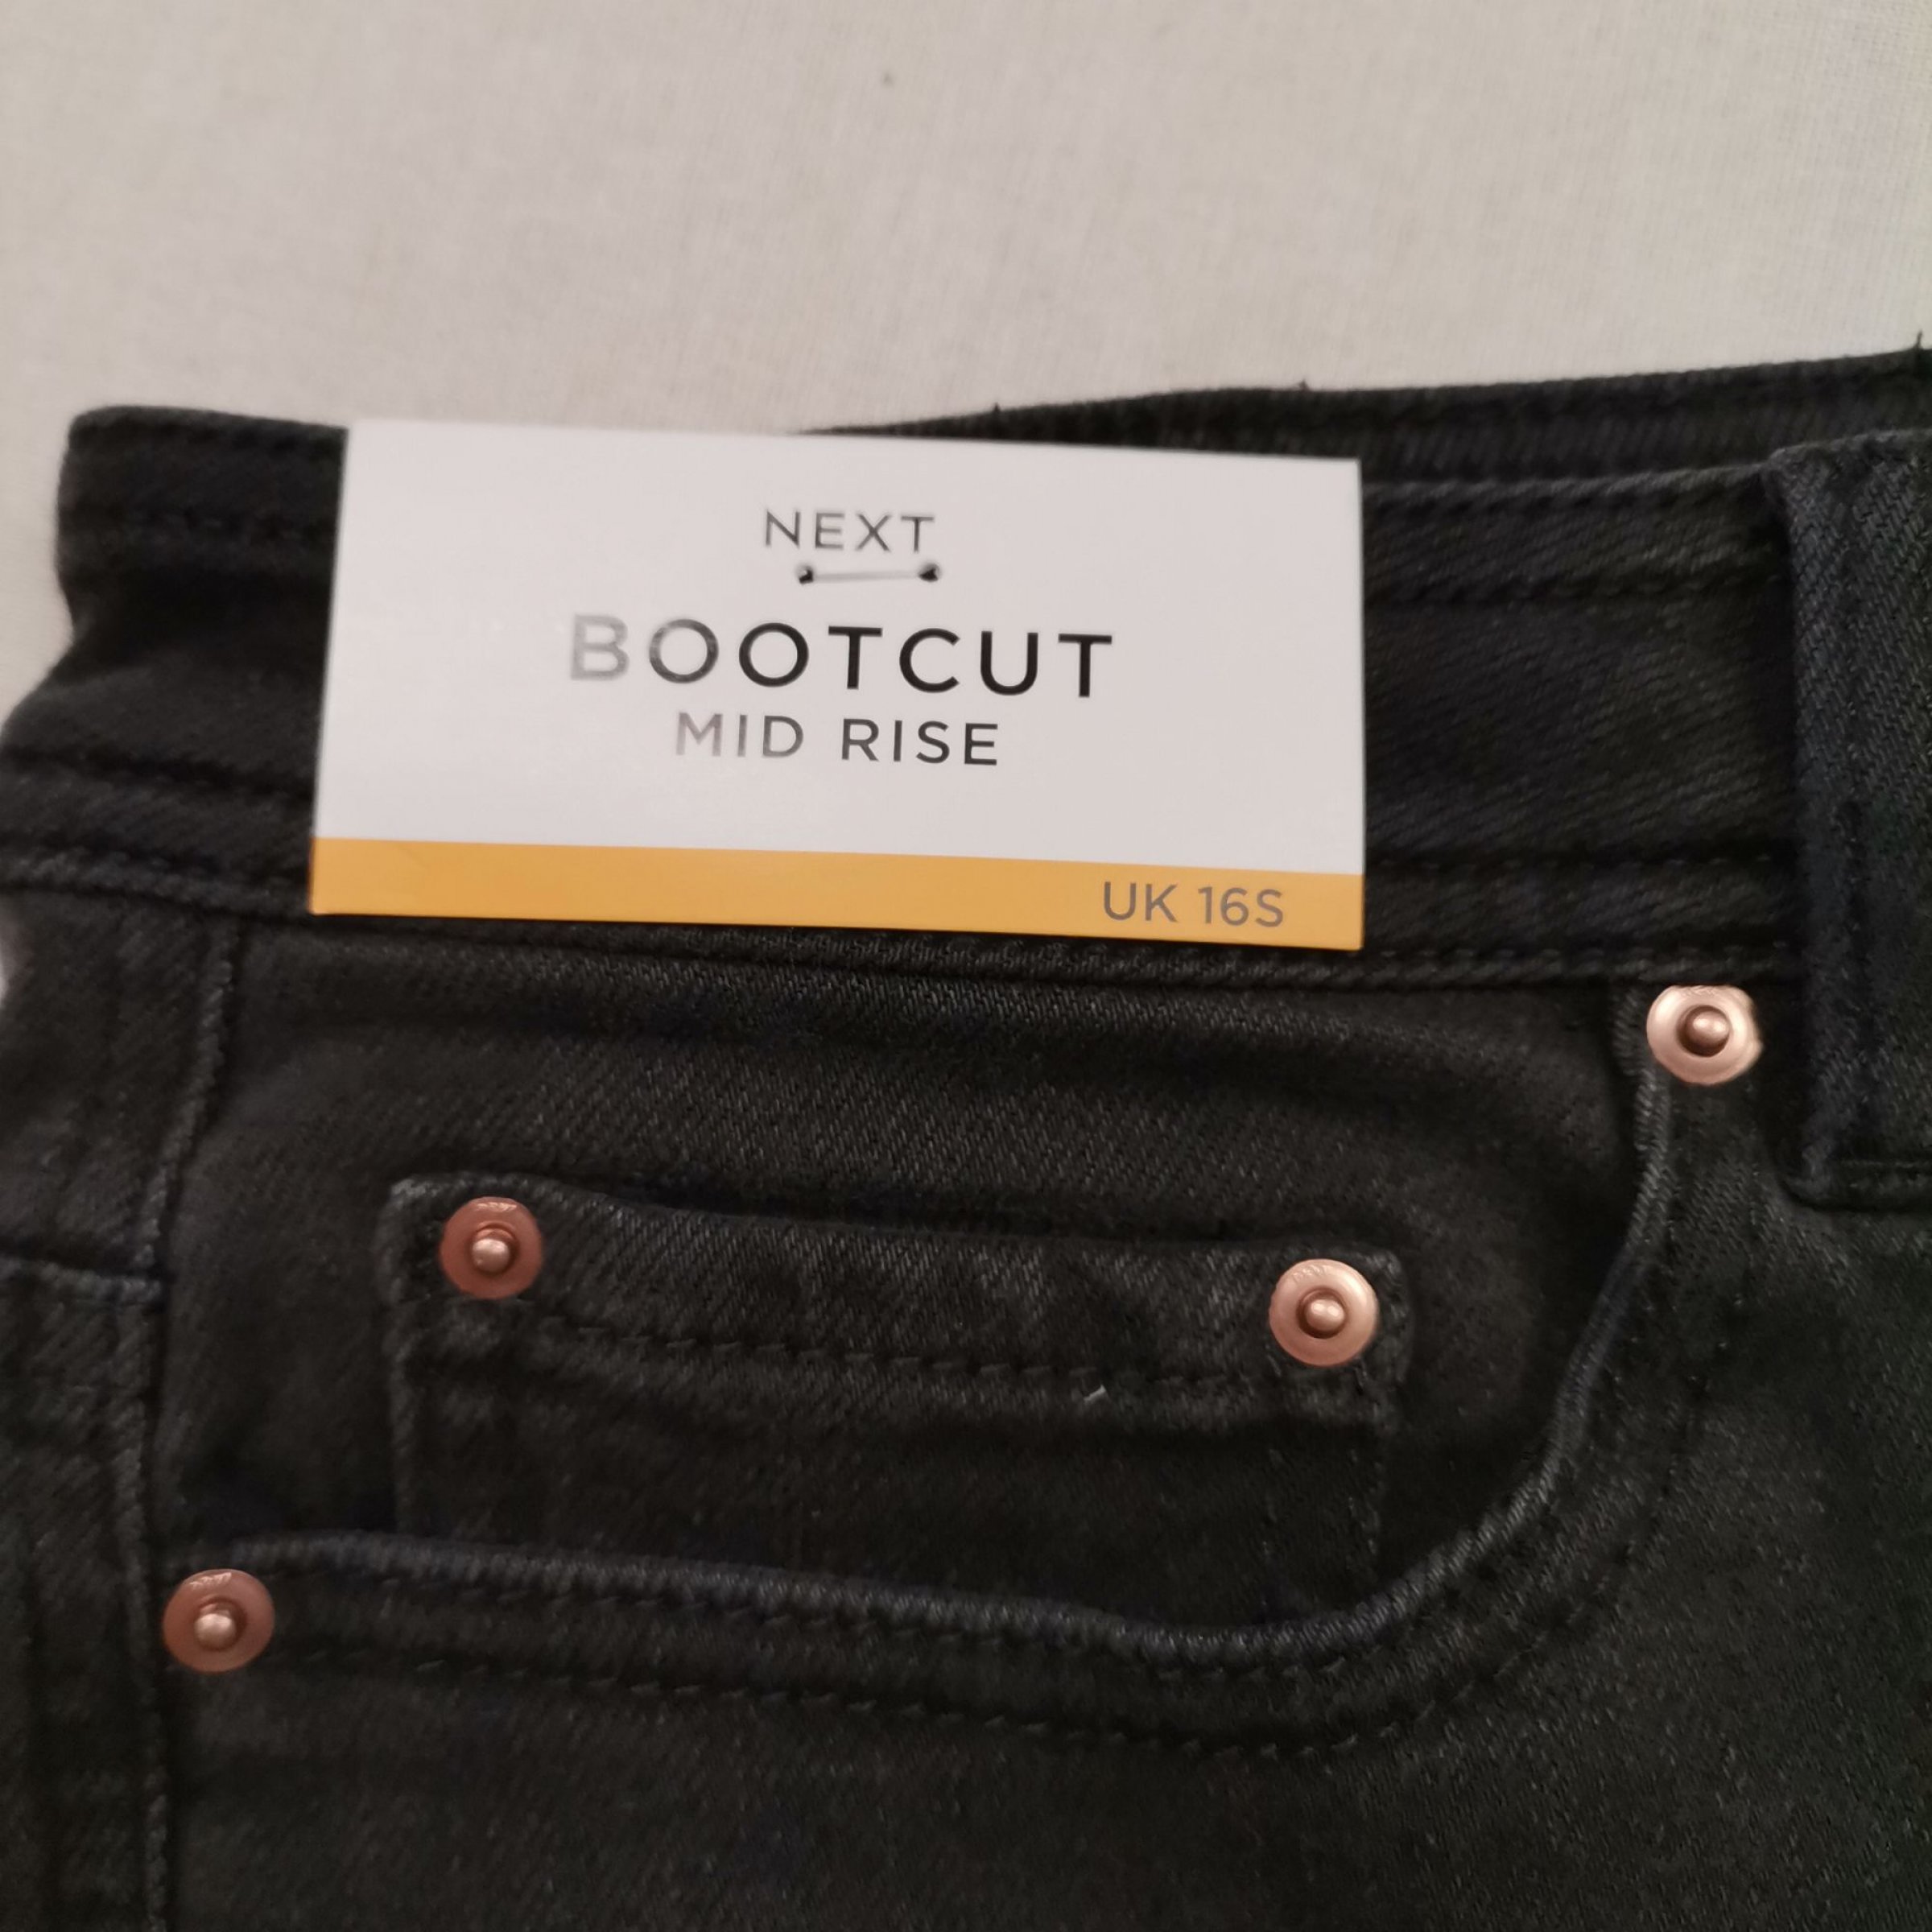 NEXT
BOOTCUT
MID RISE
UK 16S